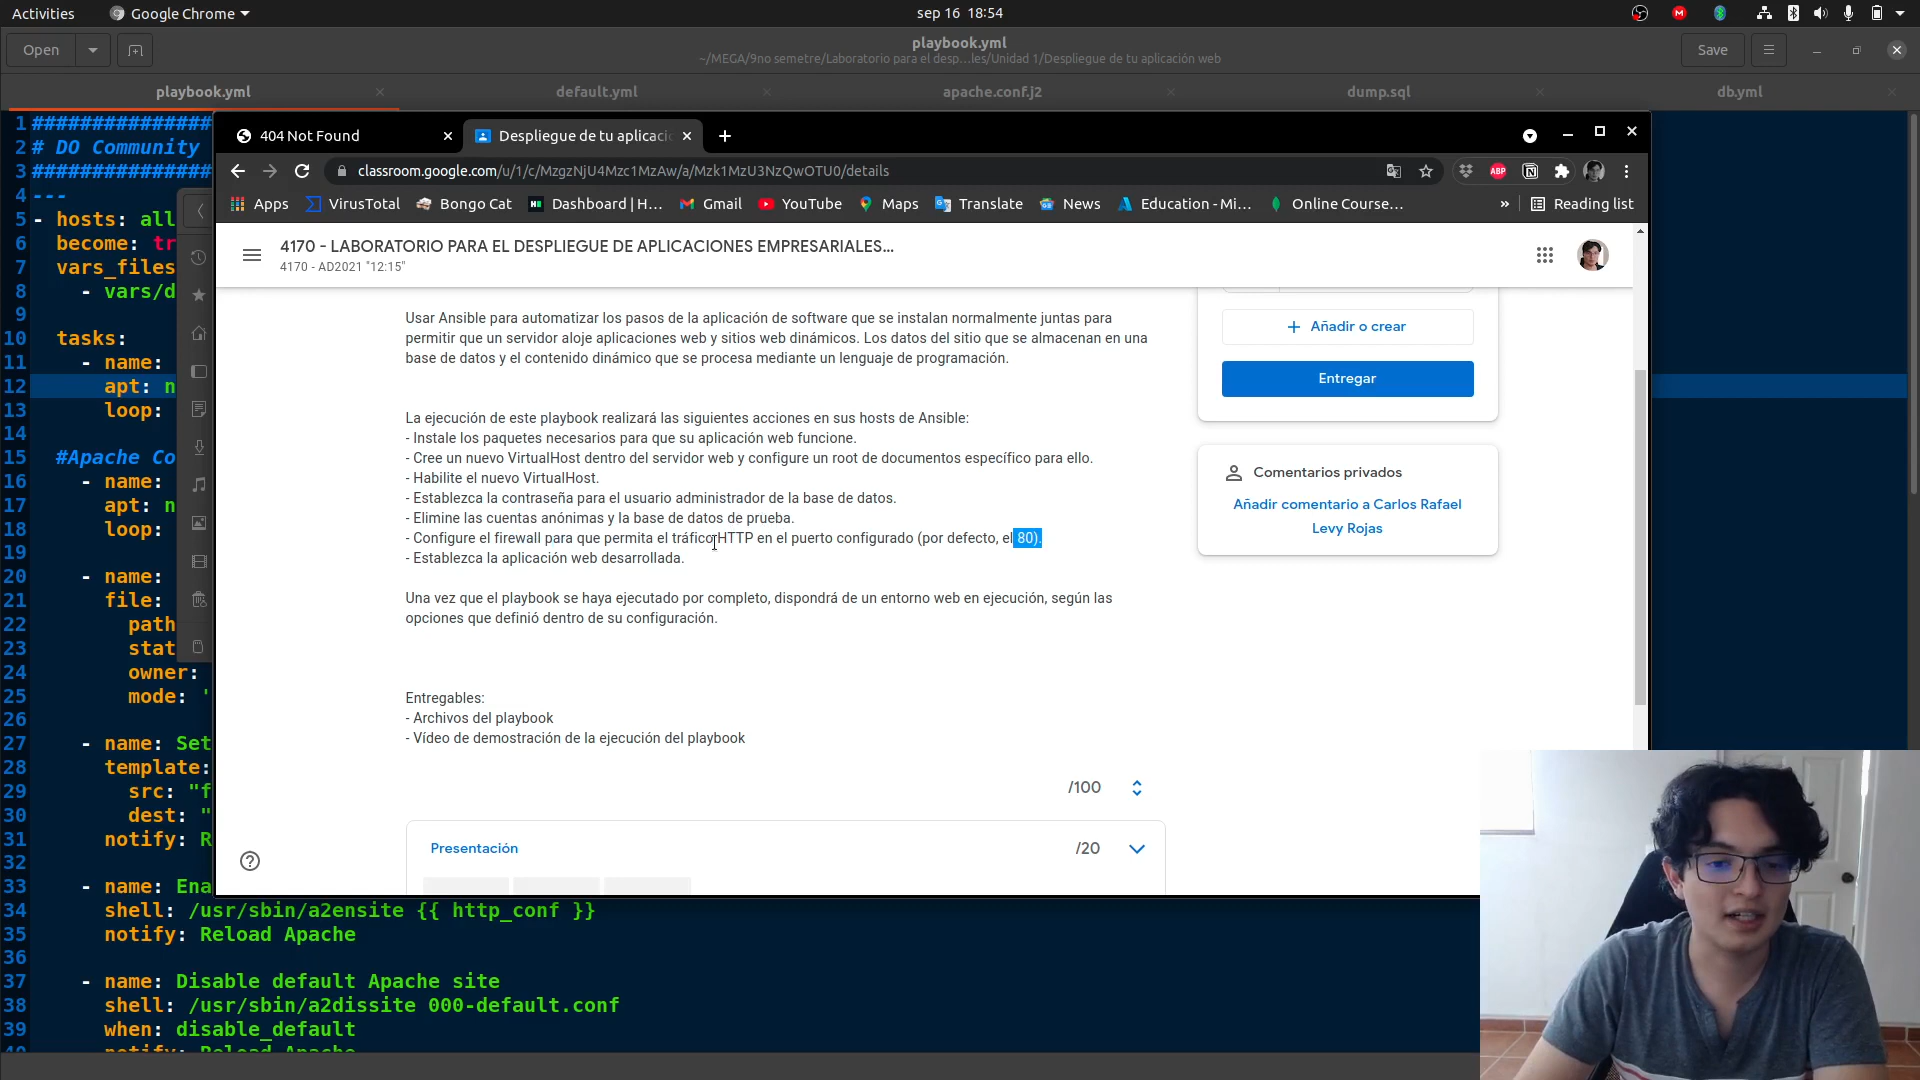 Activities
Google Chrome
sep 16 18:54
Open
playbook.yml
~/MEGA/9no semetre/Laboratorio para el desp...les/Unidad 1/Despliegue de tu aplicación web
Save
playbook.yml
default.yml
apache.conf.j2
dump.sql
db.yml
404 Not Found
Despliegue de tu aplicaci
classroom.google.com/u/1/c/MzgzNjU4Mzc1MzAw/a/Mzk1MzU3NzQwOTU0/details
Apps
VirusTotal
Bongo Cat
Dashboard | H...
Gmail
YouTube
Maps
Translate
News
Education - Mi...
Online Course...
»
Reading list
4170 - LABORATORIO PARA EL DESPLIEGUE DE APLICACIONES EMPRESARIALES...
4170 - AD2021 "12:15"
Usar Ansible para automatizar los pasos de la aplicación de software que se instalan normalmente juntas para
permitir que un servidor aloje aplicaciones web y sitios web dinámicos. Los datos del sitio que se almacenan en una
base de datos y el contenido dinámico que se procesa mediante un lenguaje de programación.
La ejecución de este playbook realizará las siguientes acciones en sus hosts de Ansible:
- Instale los paquetes necesarios para que su aplicación web funcione.
- Cree un nuevo VirtualHost dentro del servidor web y configure un root de documentos específico para ello.
- Habilite el nuevo VirtualHost.
- Establezca la contraseña para el usuario administrador de la base de datos.
- Elimine las cuentas anónimas y la base de datos de prueba.
- Configure el firewall para que permita el tráfico HTTP en el puerto configurado (por defecto, el 80).
- Establezca la aplicación web desarrollada.
Una vez que el playbook se haya ejecutado por completo, dispondrá de un entorno web en ejecución, según las
opciones que definió dentro de su configuración.
Entregables:
- Archivos del playbook
- Vídeo de demostración de la ejecución del playbook
/100
Presentación
/20
+ Añadir o crear
Entregar
Comentarios privados
Añadir comentario a Carlos Rafael
Levy Rojas
1 ###############
2 # DO Community
3 ###############
4 ---
5 - hosts: all
6 become: tr
7 vars_files
8 - vars/d
9
10 tasks:
11 - name:
12 apt: n
13 loop:
14
15 #Apache Co
16 - name:
17 apt: n
18 loop:
19
20 - name:
21 file:
22 path
23 stat
24 owner:
25 mode: '
26
27 - name: Set
28 template:
29 src: "f
30 dest: "
31 notify: R
32
33 - name: Ena
34 shell: /usr/sbin/a2ensite {{ http_conf }}
35 notify: Reload Apache
36
37 - name: Disable default Apache site
38 shell: /usr/sbin/a2dissite 000-default.conf
39 when: disable_default
40 notify: Reload Apache